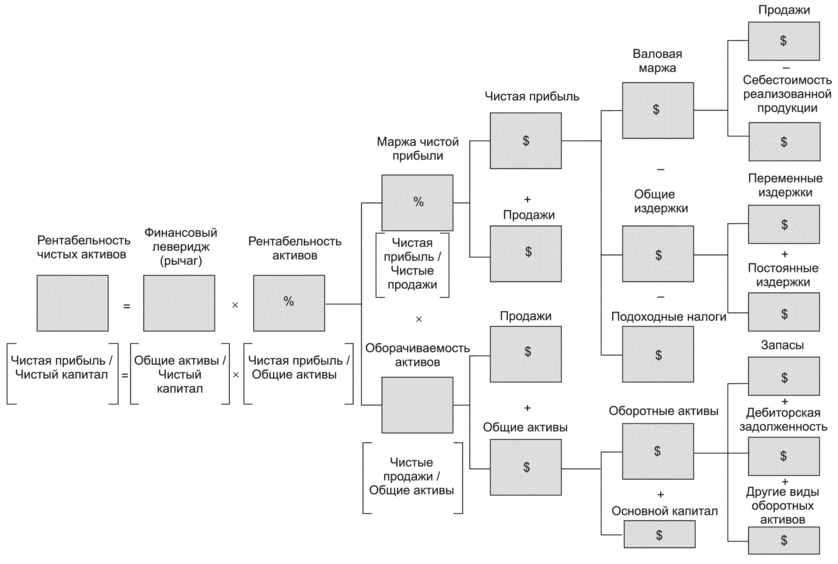 Продажи
$
–
Себестоимость
реализованной
продукции
$
Валовая
маржа
$
–
Чистая прибыль
$
+
Продажи
$
Общие
издержки
$
–
Переменные
издержки
$
+
Постоянные
издержки
$
Подоходные налоги
$
Маржа чистой
прибыли
%
Чистая
прибыль /
Чистые
продажи
×
Рентабельность
чистых активов
=
Финансовый
леверидж
(рычаг)
×
Рентабельность
активов
%
Чистая прибыль /
Чистый капитал
=
Общие активы /
Чистый
капитал
×
Чистая прибыль /
Общие активы
Оборачиваемость
активов
Чистые
продажи /
Общие активы
Продажи
$
+
Общие активы
$
Оборотные активы
$
+
Основной капитал
$
Запасы
$
+
Дебиторская
задолженность
$
+
Другие виды
оборотных
активов
$